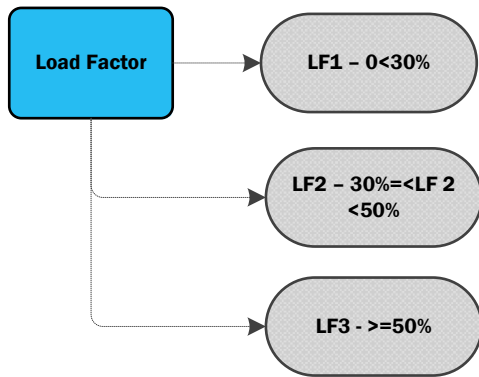 Load Factor
LF1 – 0<30%
LF2 – 30%=<LF 2
<50%
LF3 - >=50%